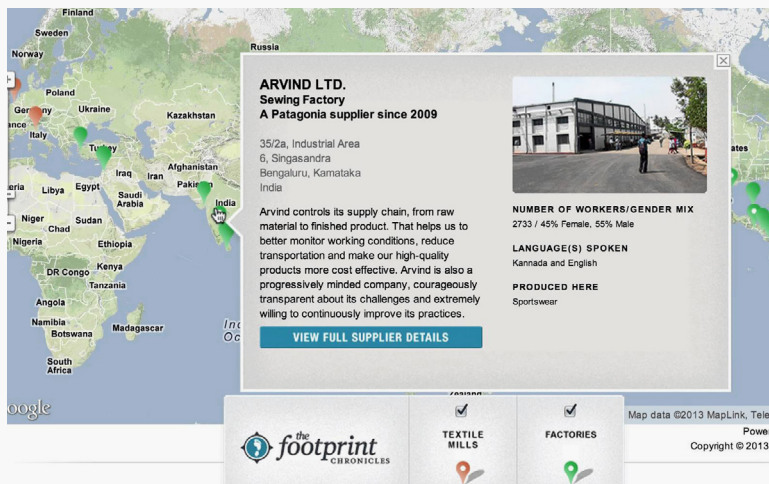 Finland
Sweden
Norway
Russia
Poland
Germany
Ukraine
Kazakhstan
Italy
Turkey
Iraq
Iran
Afghanistan
Pakistan
Libya
Egypt
Saudi
Arabia
India
Niger
Chad
Sudan
Nigeria
Ethiopia
DR Congo
Kenya
Tanzania
Angola
Namibia
Botswana
Madagascar
South
Africa
ARVIND LTD.
Sewing Factory
A Patagonia supplier since 2009
35/2a, Industrial Area
6, Singasandra
Bengaluru, Kamataka
India
Arvind controls its supply chain, from raw
material to finished product. That helps us to
better monitor working conditions, reduce
transportation and make our high-quality
products more cost effective. Arvind is also a
progressively minded company, courageously
transparent about its challenges and extremely
willing to continuously improve its practices.
VIEW FULL SUPPLIER DETAILS
NUMBER OF WORKERS/GENDER MIX
2733 / 45% Female, 55% Male
LANGUAGE(S) SPOKEN
Kannada and English
PRODUCED HERE
Sportswear
oogle
Map data ©2013 MapLink, Tele
Powe
Copyright © 2013
the
footprint
CHRONICLES
TEXTILE
MILLS
FACTORIES